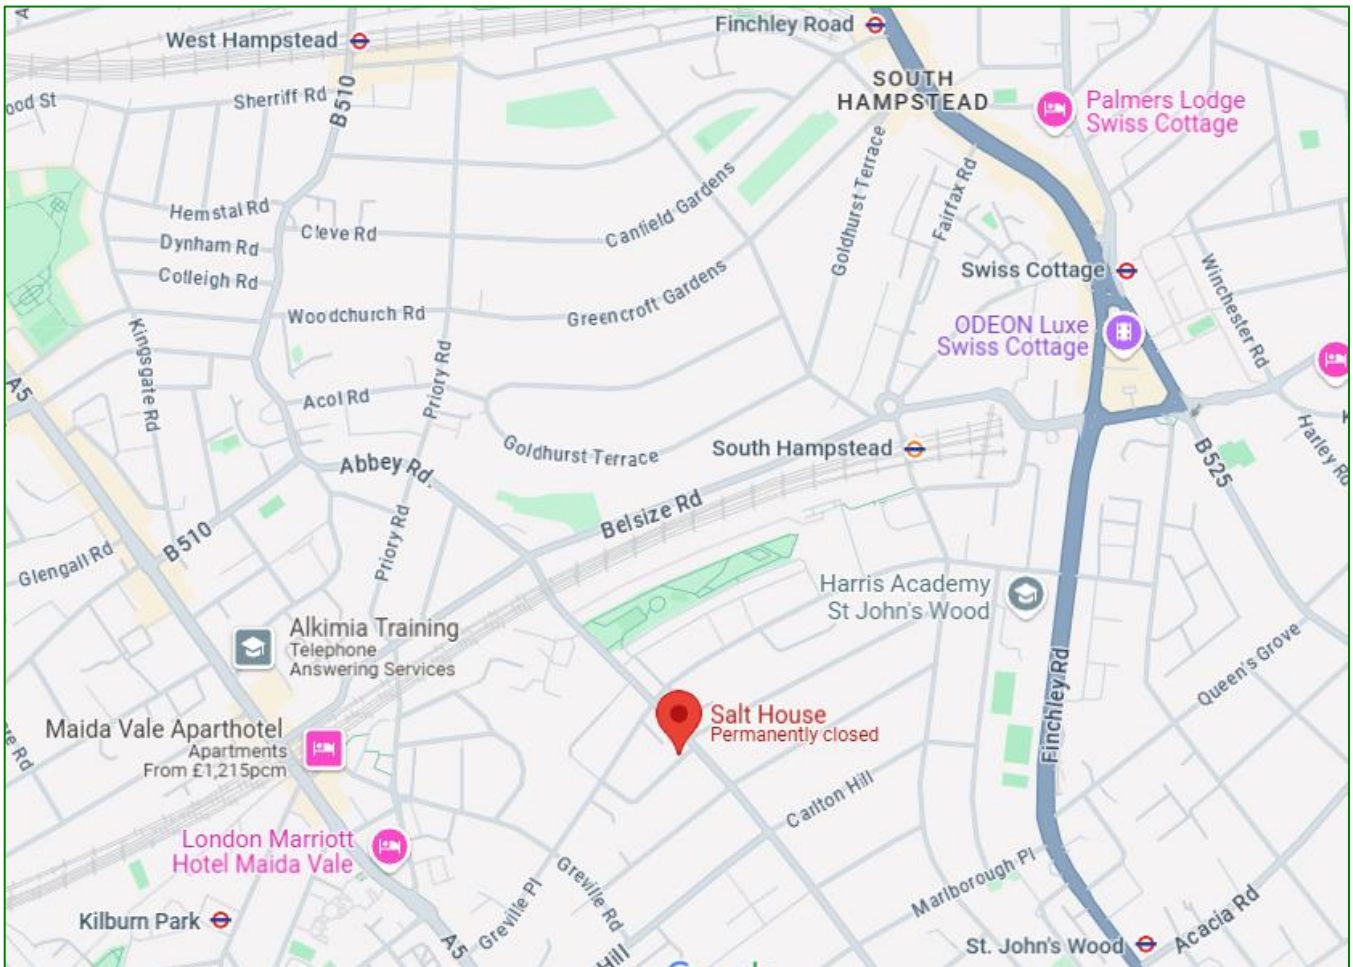 West Hampstead
Finchley Road
SOUTH
HAMPSTEAD
Palmers Lodge
Swiss Cottage
ood St
Sherriff Rd
B510
Hemstal Rd
Dynham Rd
Cotleigh Rd
Cleve Rd
Canfield Gardens
Goldhurst Terrace
Fairfax Rd
Swiss Cottage
Winchester Rd
Woodchurch Rd
Greencroft Gardens
ODEON Luxe
Swiss Cottage
Kingsgate Rd
Priory Rd
A5
Acol Rd
Goldhurst Terrace
South Hampstead
Harley Rd
B525
Abbey Rd
Belsize Rd
B510
Glengall Rd
Priory Rd
Harris Academy
St John's Wood
Alkimia Training
Telephone
Answering Services
Finchley Rd
Queen's Grove
Maida Vale Aparthotel
Apartments
From £1,215pcm
Salt House
Permanently closed
Carlton Hill
London Marriott
Hotel Maida Vale
Greville Pl
Greville Rd
Marlborough Pl
Kilburn Park
A5
Hill
St. John's Wood
Acacia Rd